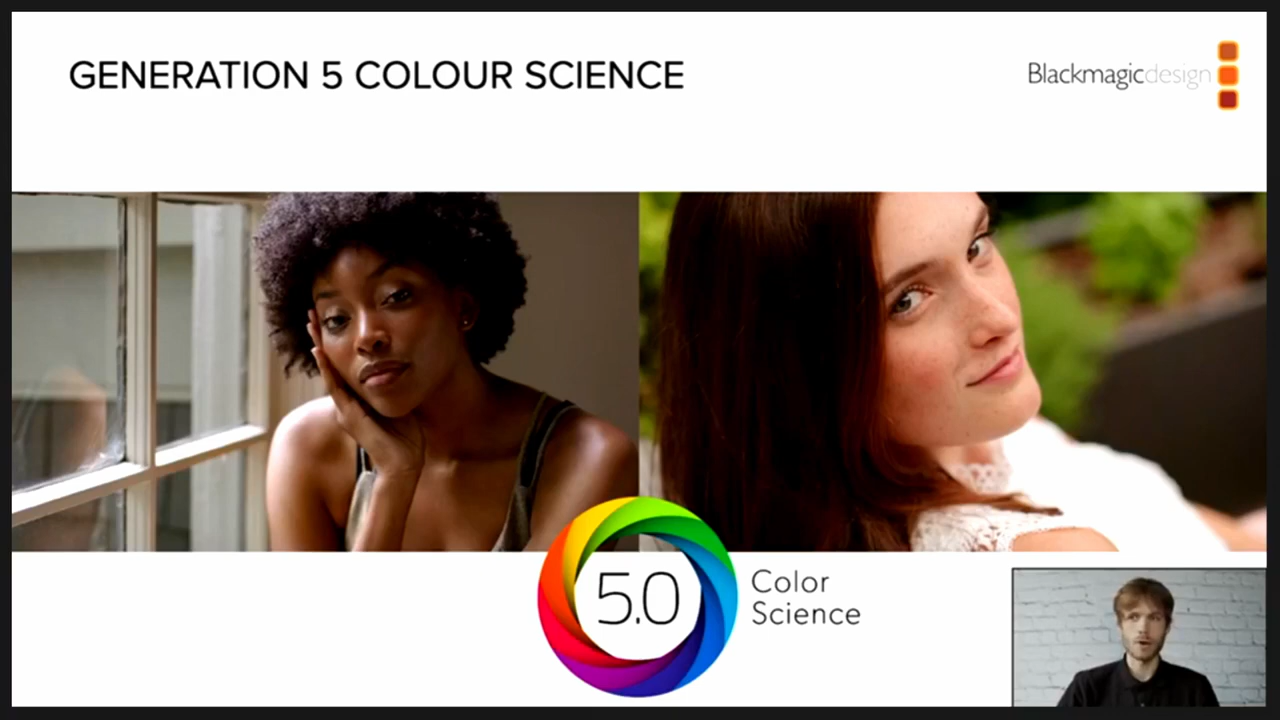 GENERATION 5 COLOUR SCIENCE
Blackmagicdesign
5.0
Color
Science